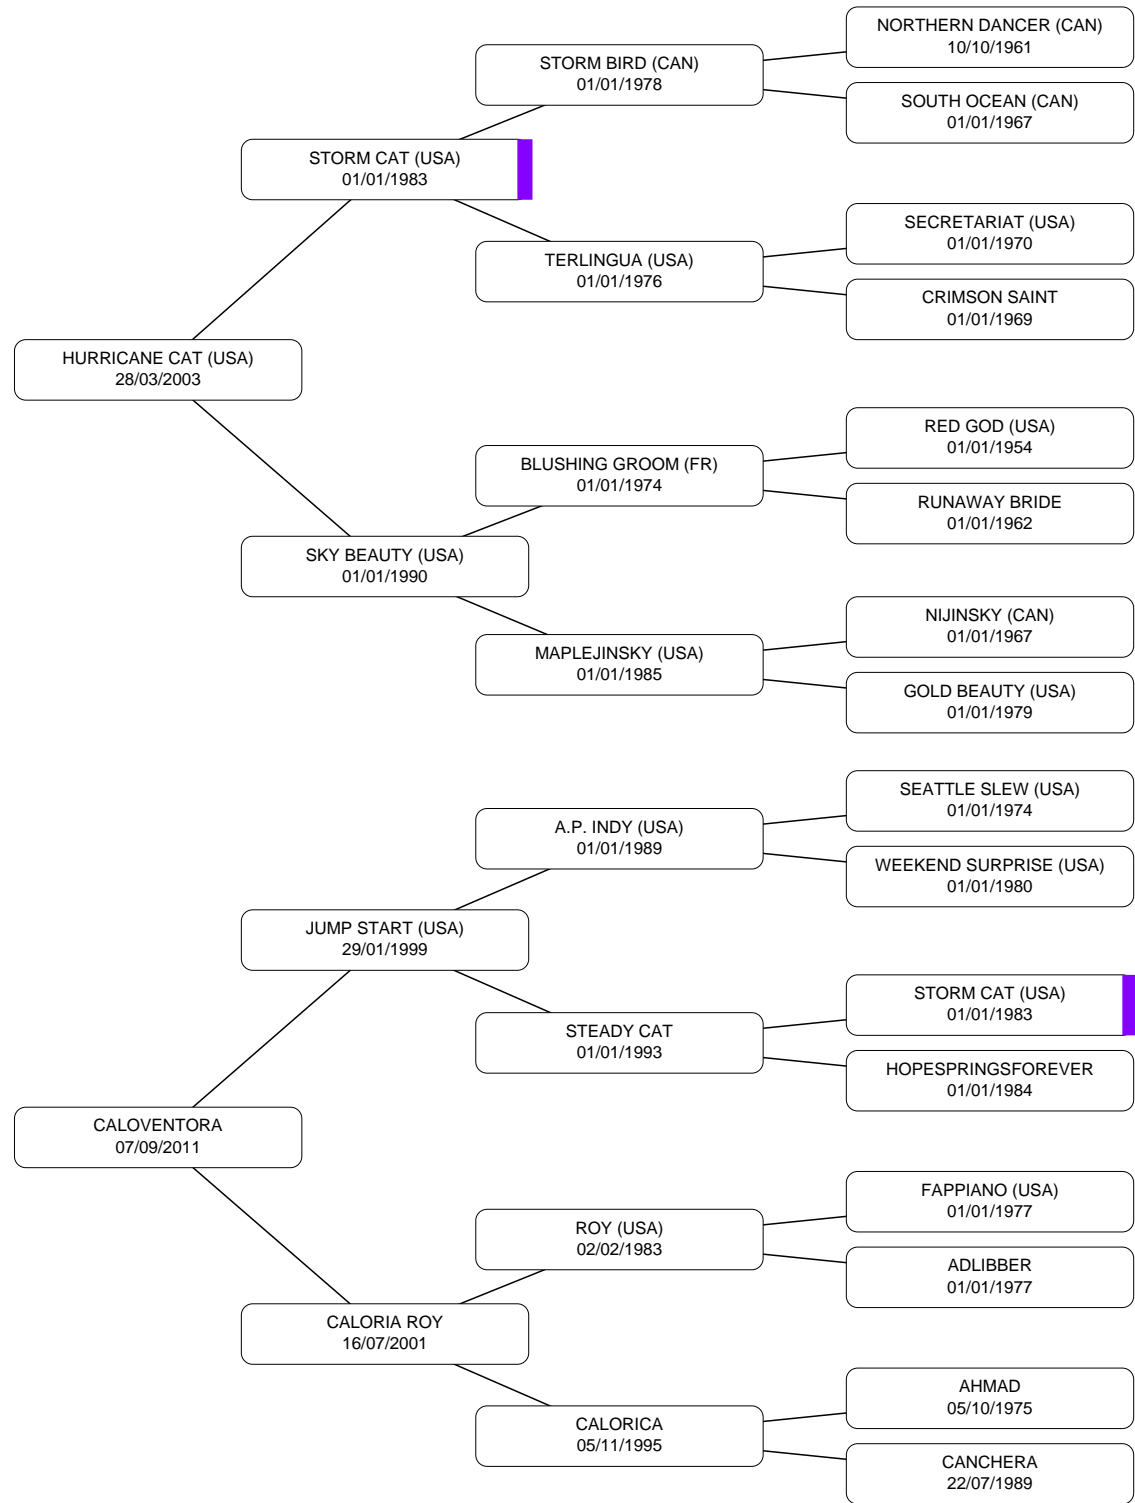 NORTHERN DANCER (CAN)
10/10/1961
STORM BIRD (CAN)
01/01/1978
SOUTH OCEAN (CAN)
01/01/1967
STORM CAT (USA)
01/01/1983
SECRETARIAT (USA)
01/01/1970
TERLINGUA (USA)
01/01/1976
CRIMSON SAINT
01/01/1969
HURRICANE CAT (USA)
28/03/2003
RED GOD (USA)
01/01/1954
BLUSHING GROOM (FR)
01/01/1974
RUNAWAY BRIDE
01/01/1962
SKY BEAUTY (USA)
01/01/1990
NIJINSKY (CAN)
01/01/1967
MAPLEJINSKY (USA)
01/01/1985
GOLD BEAUTY (USA)
01/01/1979
SEATTLE SLEW (USA)
01/01/1974
A.P. INDY (USA)
01/01/1989
WEEKEND SURPRISE (USA)
01/01/1980
JUMP START (USA)
29/01/1999
STORM CAT (USA)
01/01/1983
STEADY CAT
01/01/1993
HOPESPRINGSFOREVER
01/01/1984
CALOVENTORA
07/09/2011
FAPPIANO (USA)
01/01/1977
ROY (USA)
02/02/1983
ADLIBBER
01/01/1977
CALORIA ROY
16/07/2001
AHMAD
05/10/1975
CALORICA
05/11/1995
CANCHERA
22/07/1989